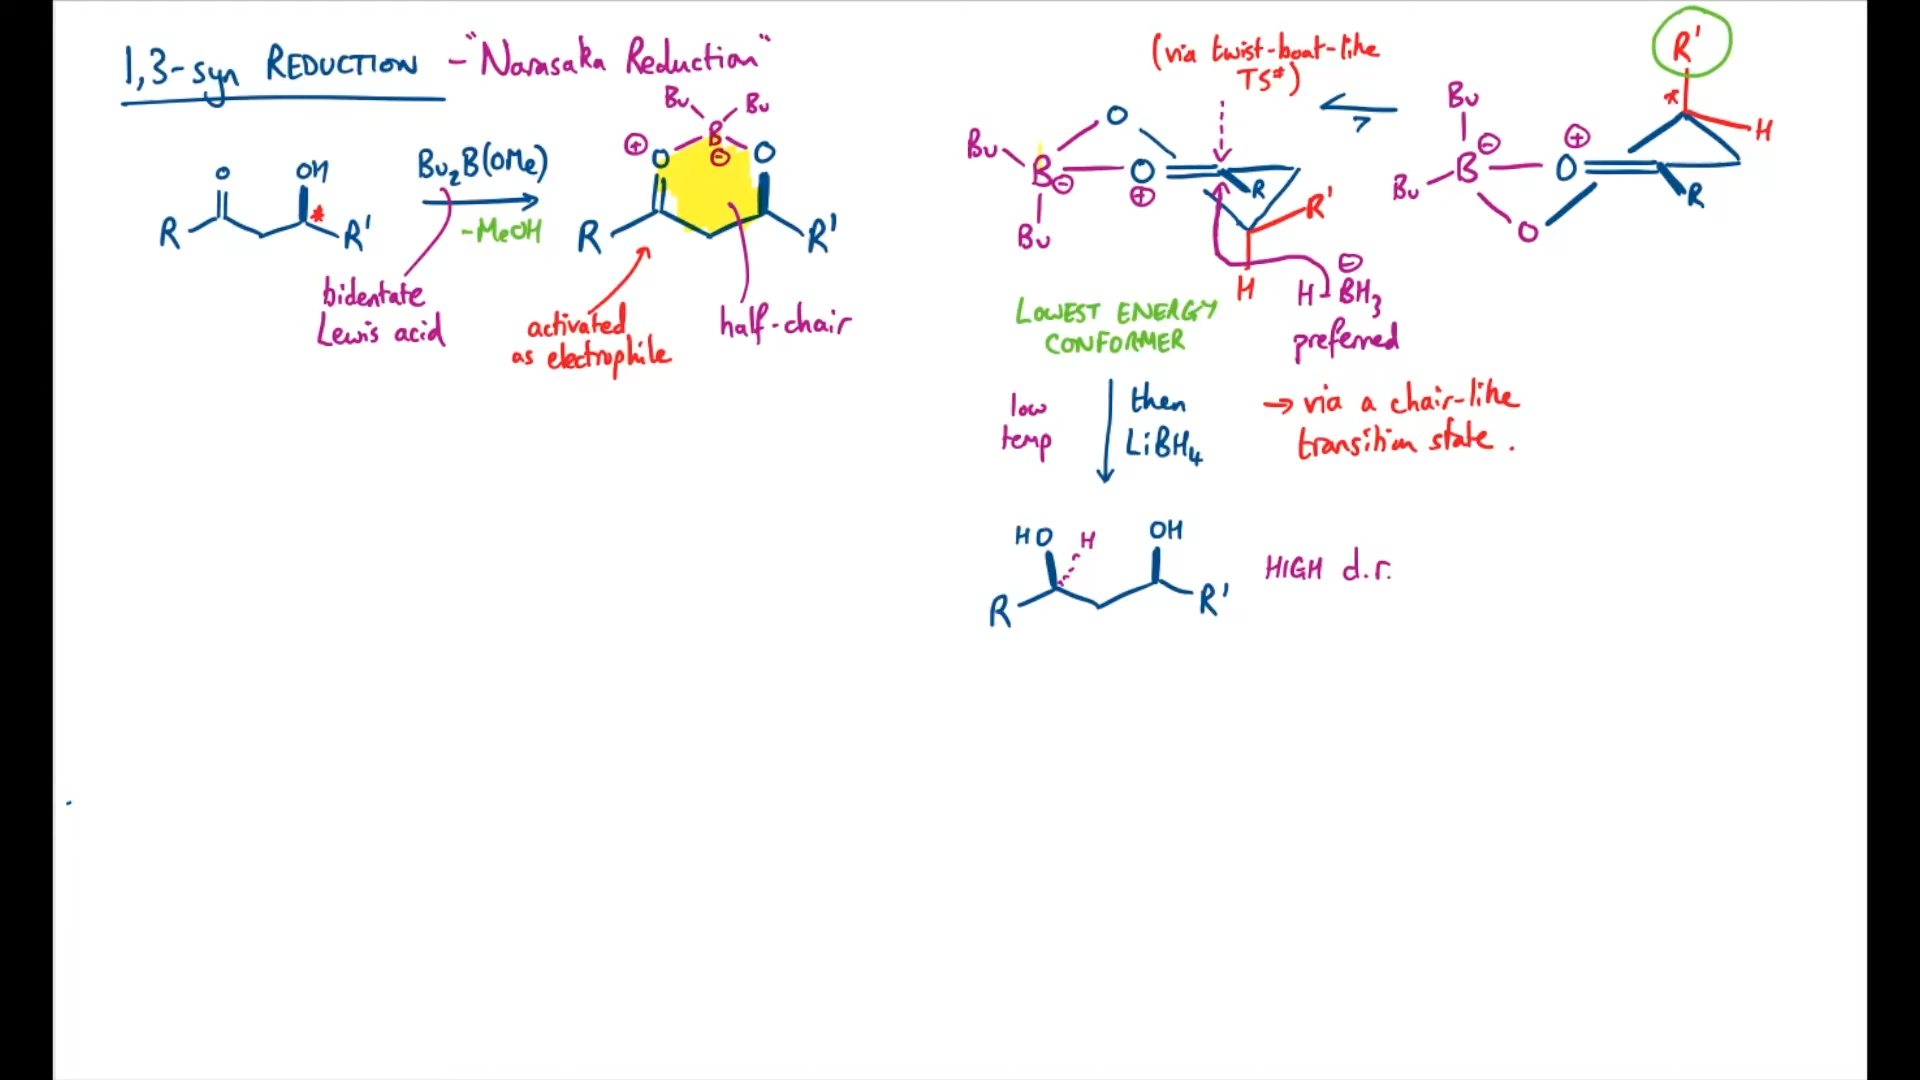 1,3-syn REDUCTION - "Narasaka Reduction"
O OH
R R'
*
Bu₂B(OMe)
-MeOH
bidentate
Lewis acid
Bu Bu
B
⊕ ⊖
O O
R R'
activated
as electrophile
half-chair
(via twist-boat-like
TS‡)
Bu B O
⊖ O ⊕ R
Bu R'
H
H-BH₃
⊖
preferred
LOWEST ENERGY
CONFORMER
?
R'
* H
Bu
⊖ ⊕
Bu B O R
O
low
temp
then
LiBH₄
→ via a chair-like
transition state.
HO H OH
R R'
HIGH d.r.